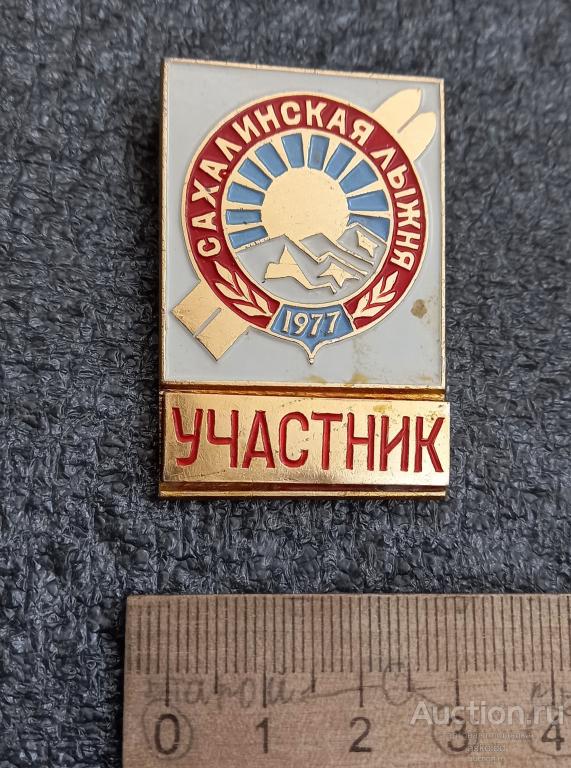 САХАЛИНСКАЯ ЛЫЖНЯ
1977
УЧАСТНИК
0 1 2 3 4
Auction.ru